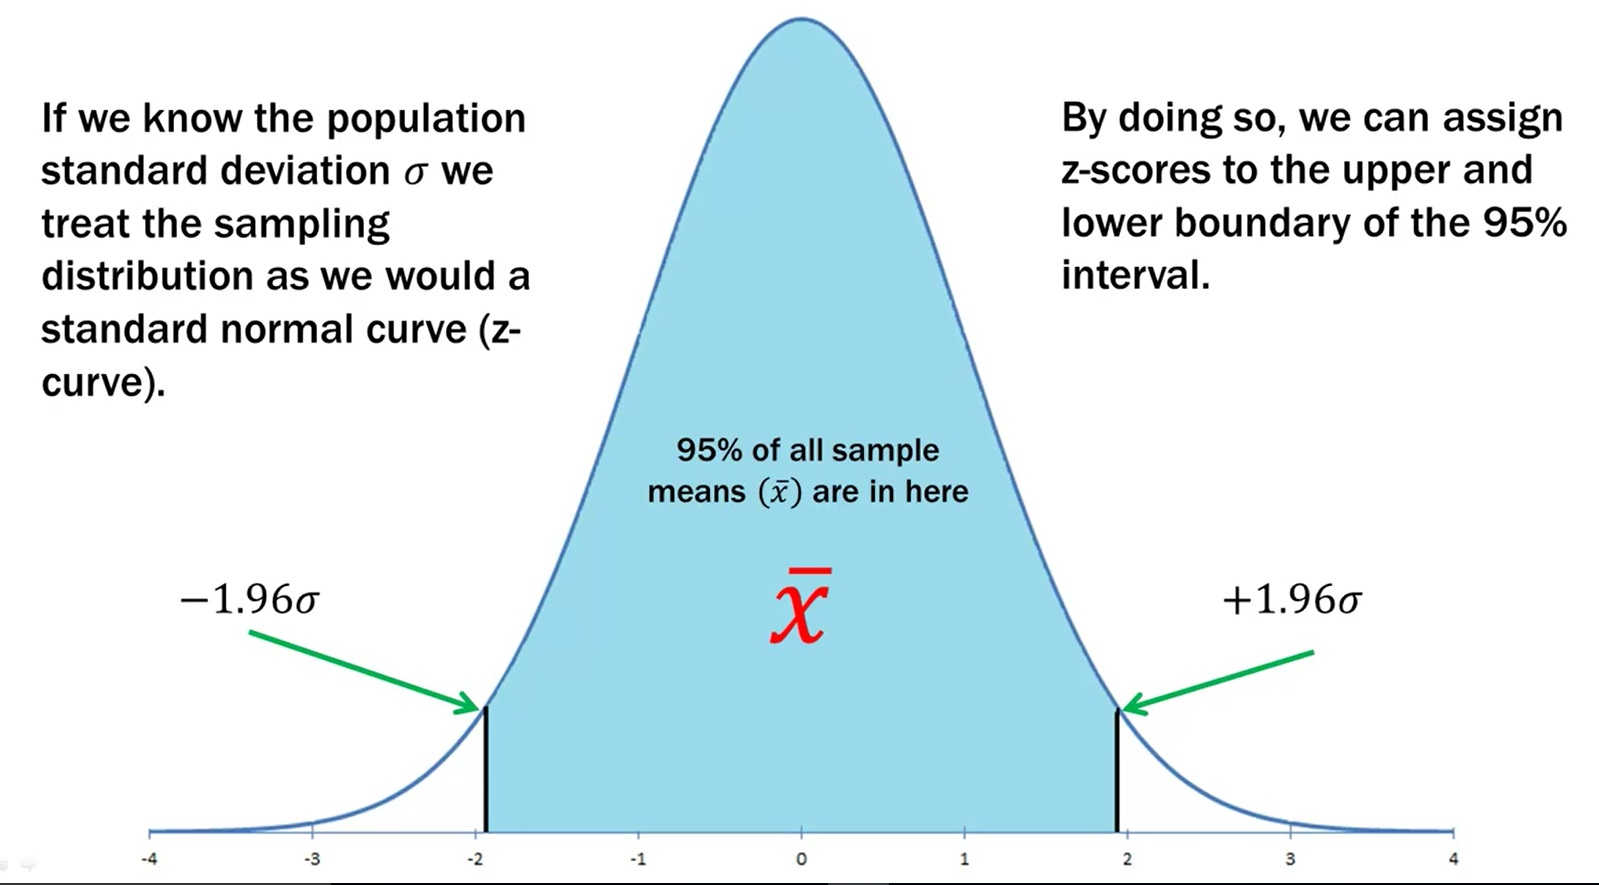 If we know the population
standard deviation σ we
treat the sampling
distribution as we would a
standard normal curve (z-
curve).
By doing so, we can assign
z-scores to the upper and
lower boundary of the 95%
interval.
95% of all sample
means (x̄) are in here
x̄
−1.96σ
+1.96σ
-4 -3 -2 -1 0 1 2 3 4